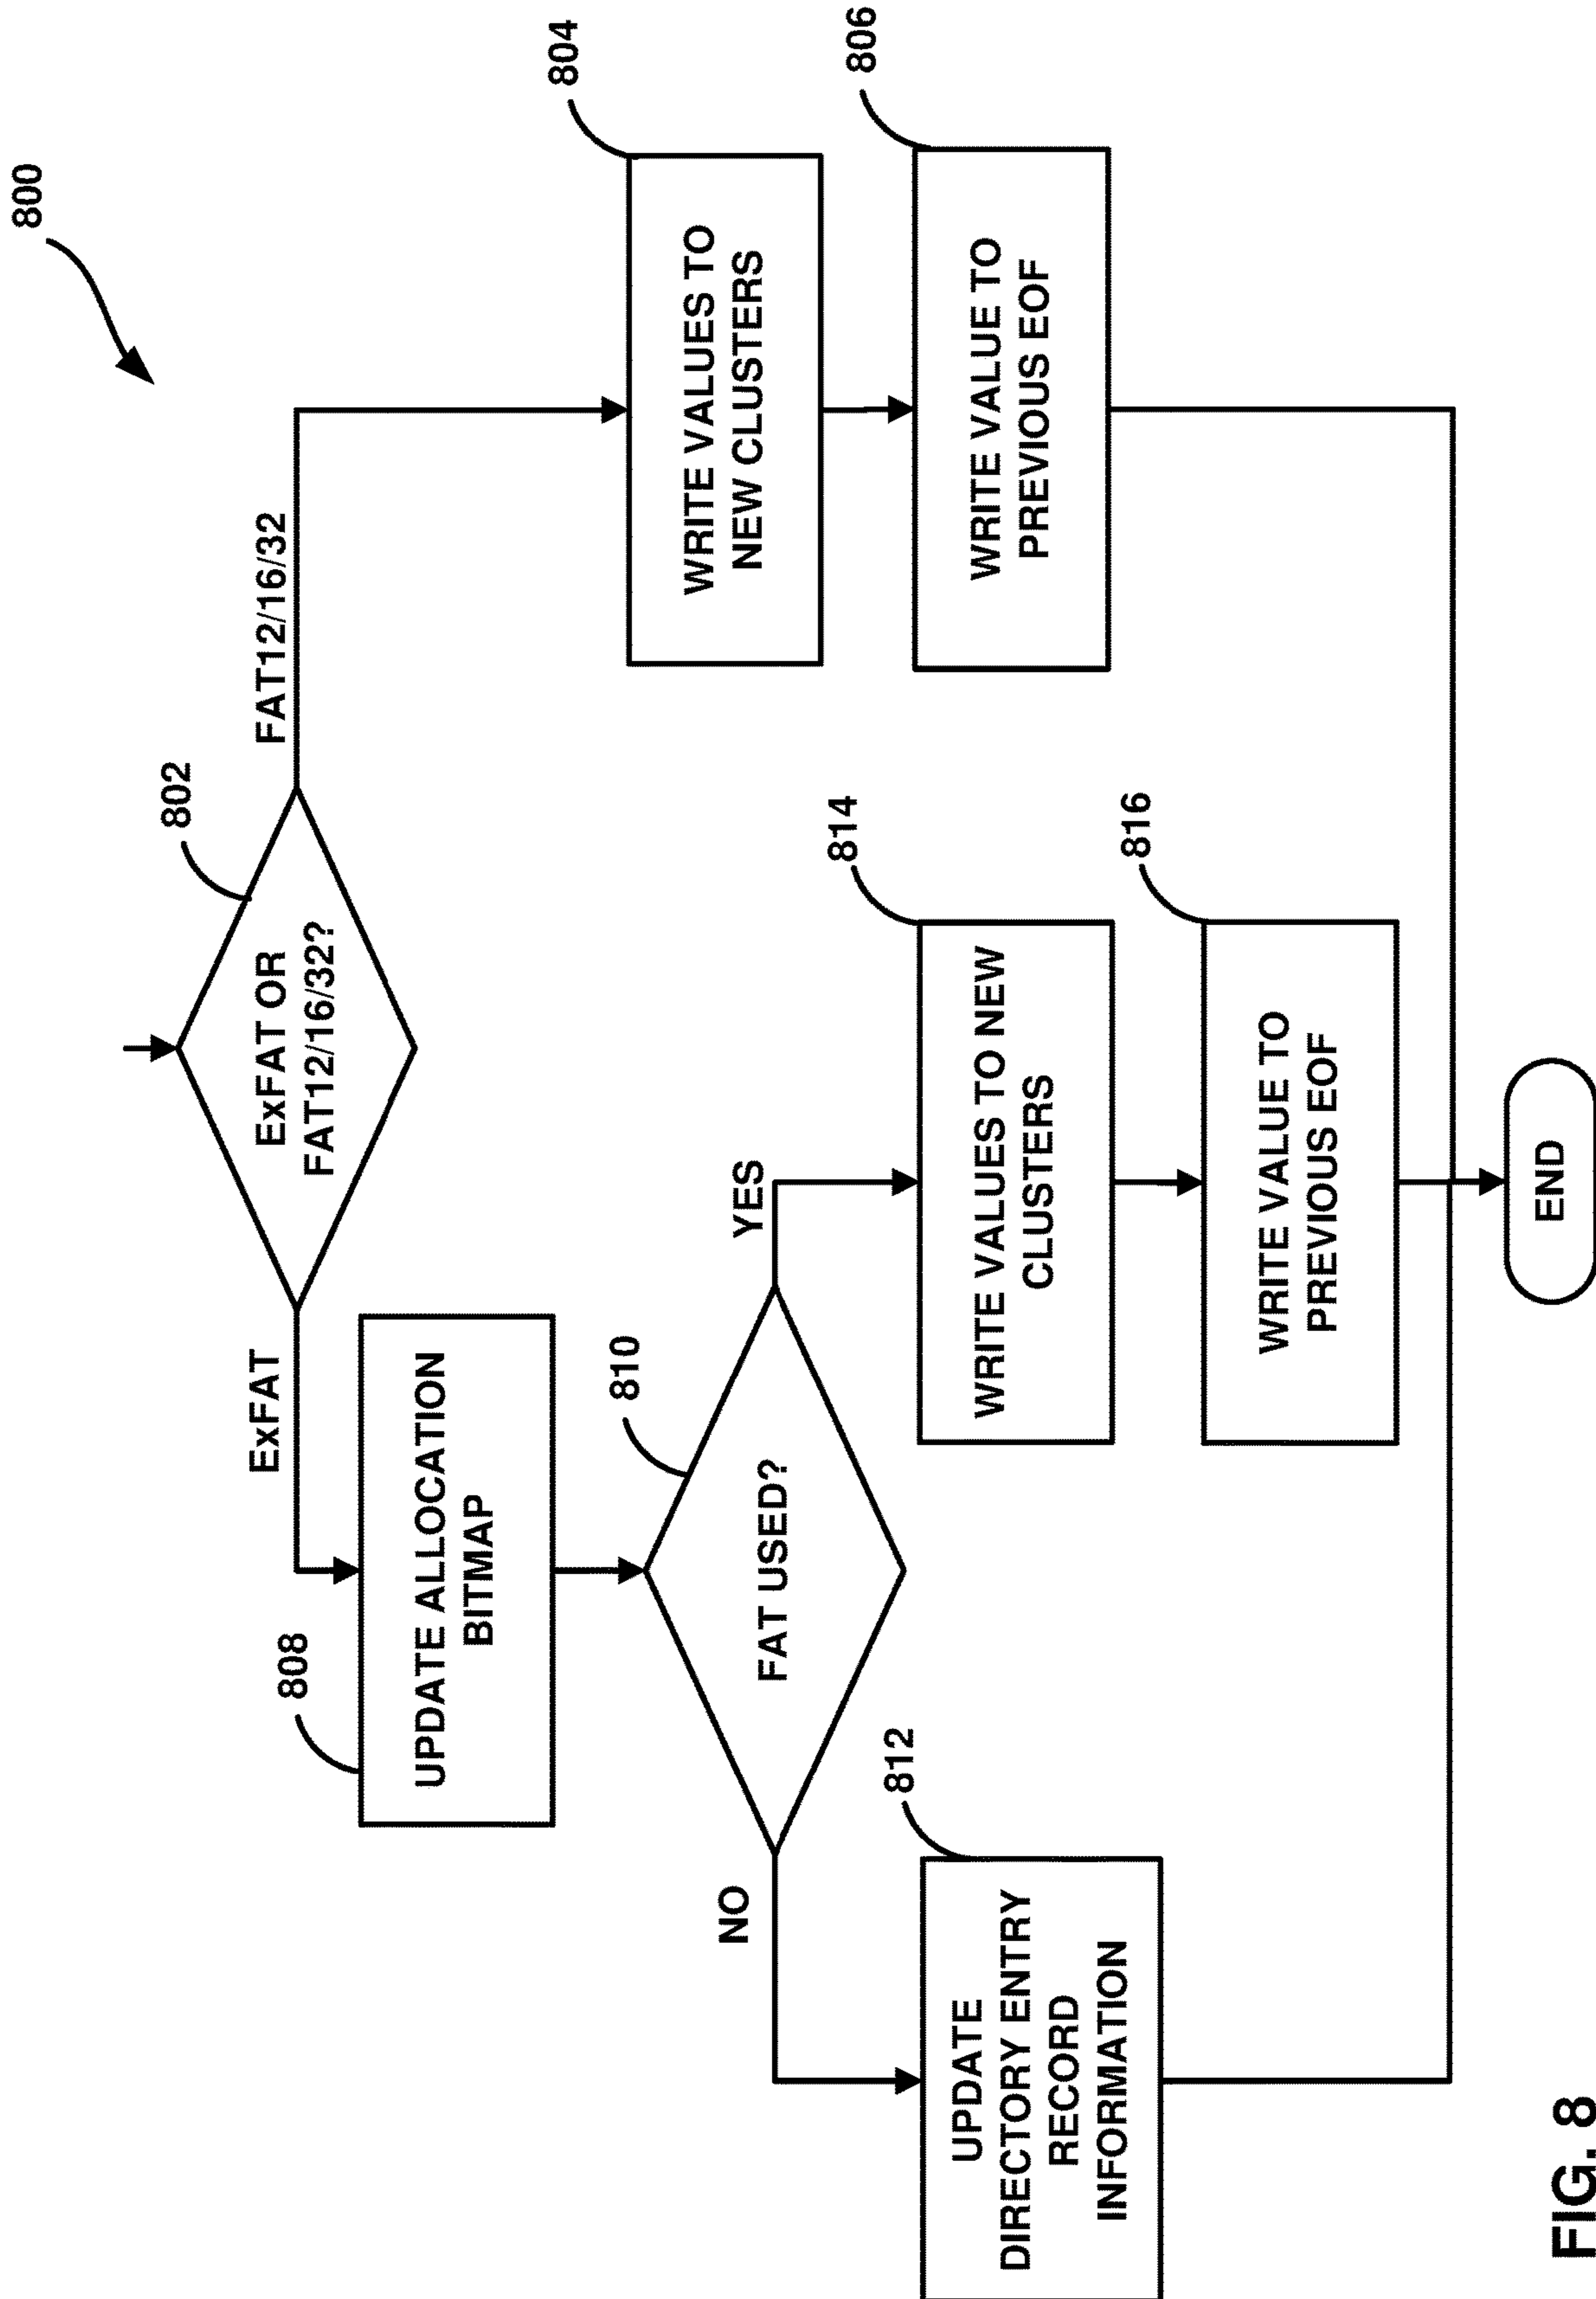 800
802
ExFAT OR
FAT12/16/32?
ExFAT
FAT12/16/32
804
WRITE VALUES TO
NEW CLUSTERS
806
WRITE VALUE TO
PREVIOUS EOF
808
UPDATE ALLOCATION
BITMAP
810
FAT USED?
NO
YES
812
UPDATE
DIRECTORY ENTRY
RECORD
INFORMATION
814
WRITE VALUES TO NEW
CLUSTERS
816
WRITE VALUE TO
PREVIOUS EOF
END
FIG. 8